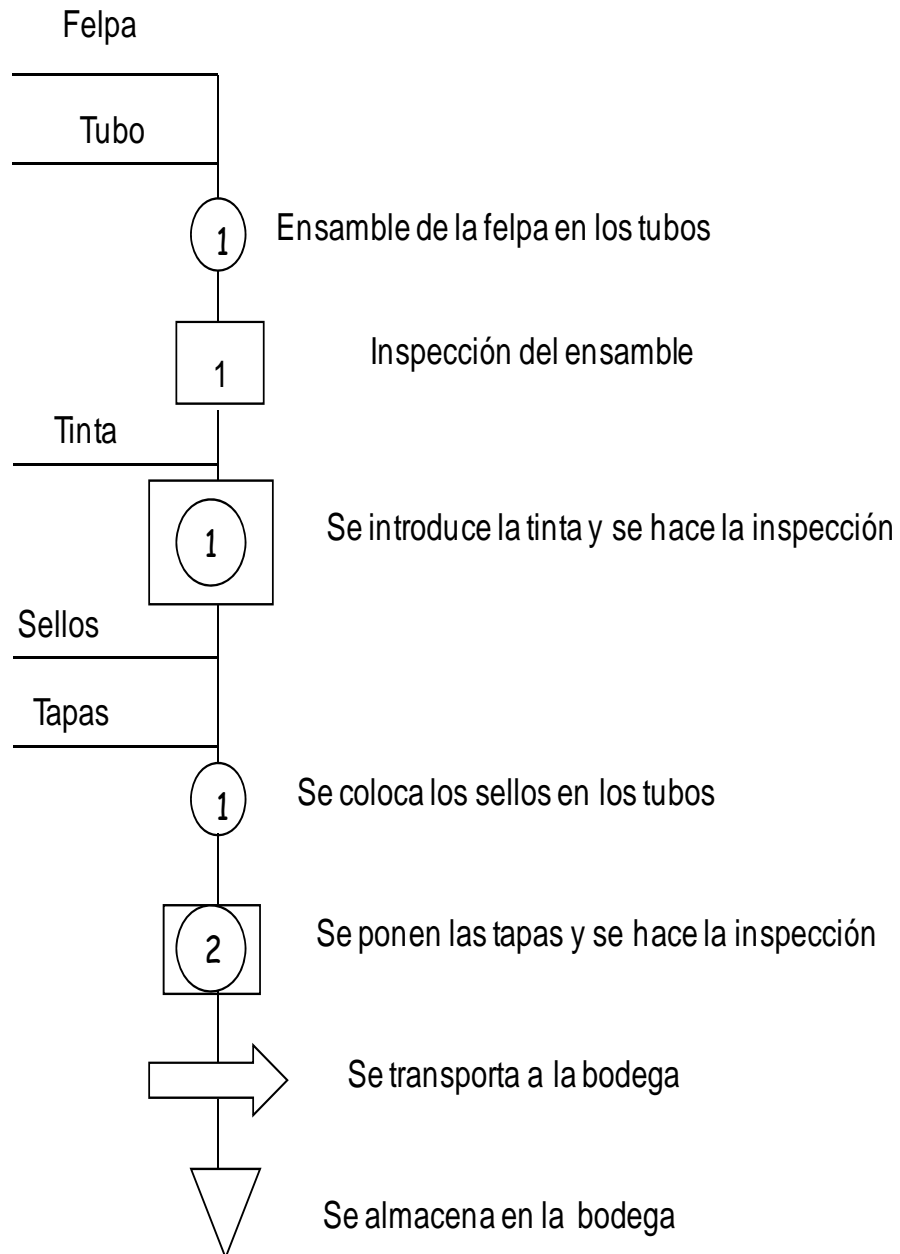 Felpa
Tubo
1 Ensamble de la felpa en los tubos
1 Inspección del ensamble
Tinta
1 Se introduce la tinta y se hace la inspección
Sellos
Tapas
1 Se coloca los sellos en los tubos
2 Se ponen las tapas y se hace la inspección
Se transporta a la bodega
Se almacena en la bodega